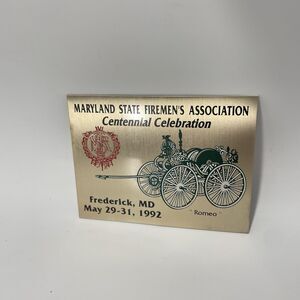 MARYLAND STATE FIREMEN'S ASSOCIATION
Centennial Celebration
Frederick, MD
May 29-31, 1992
"Romeo"